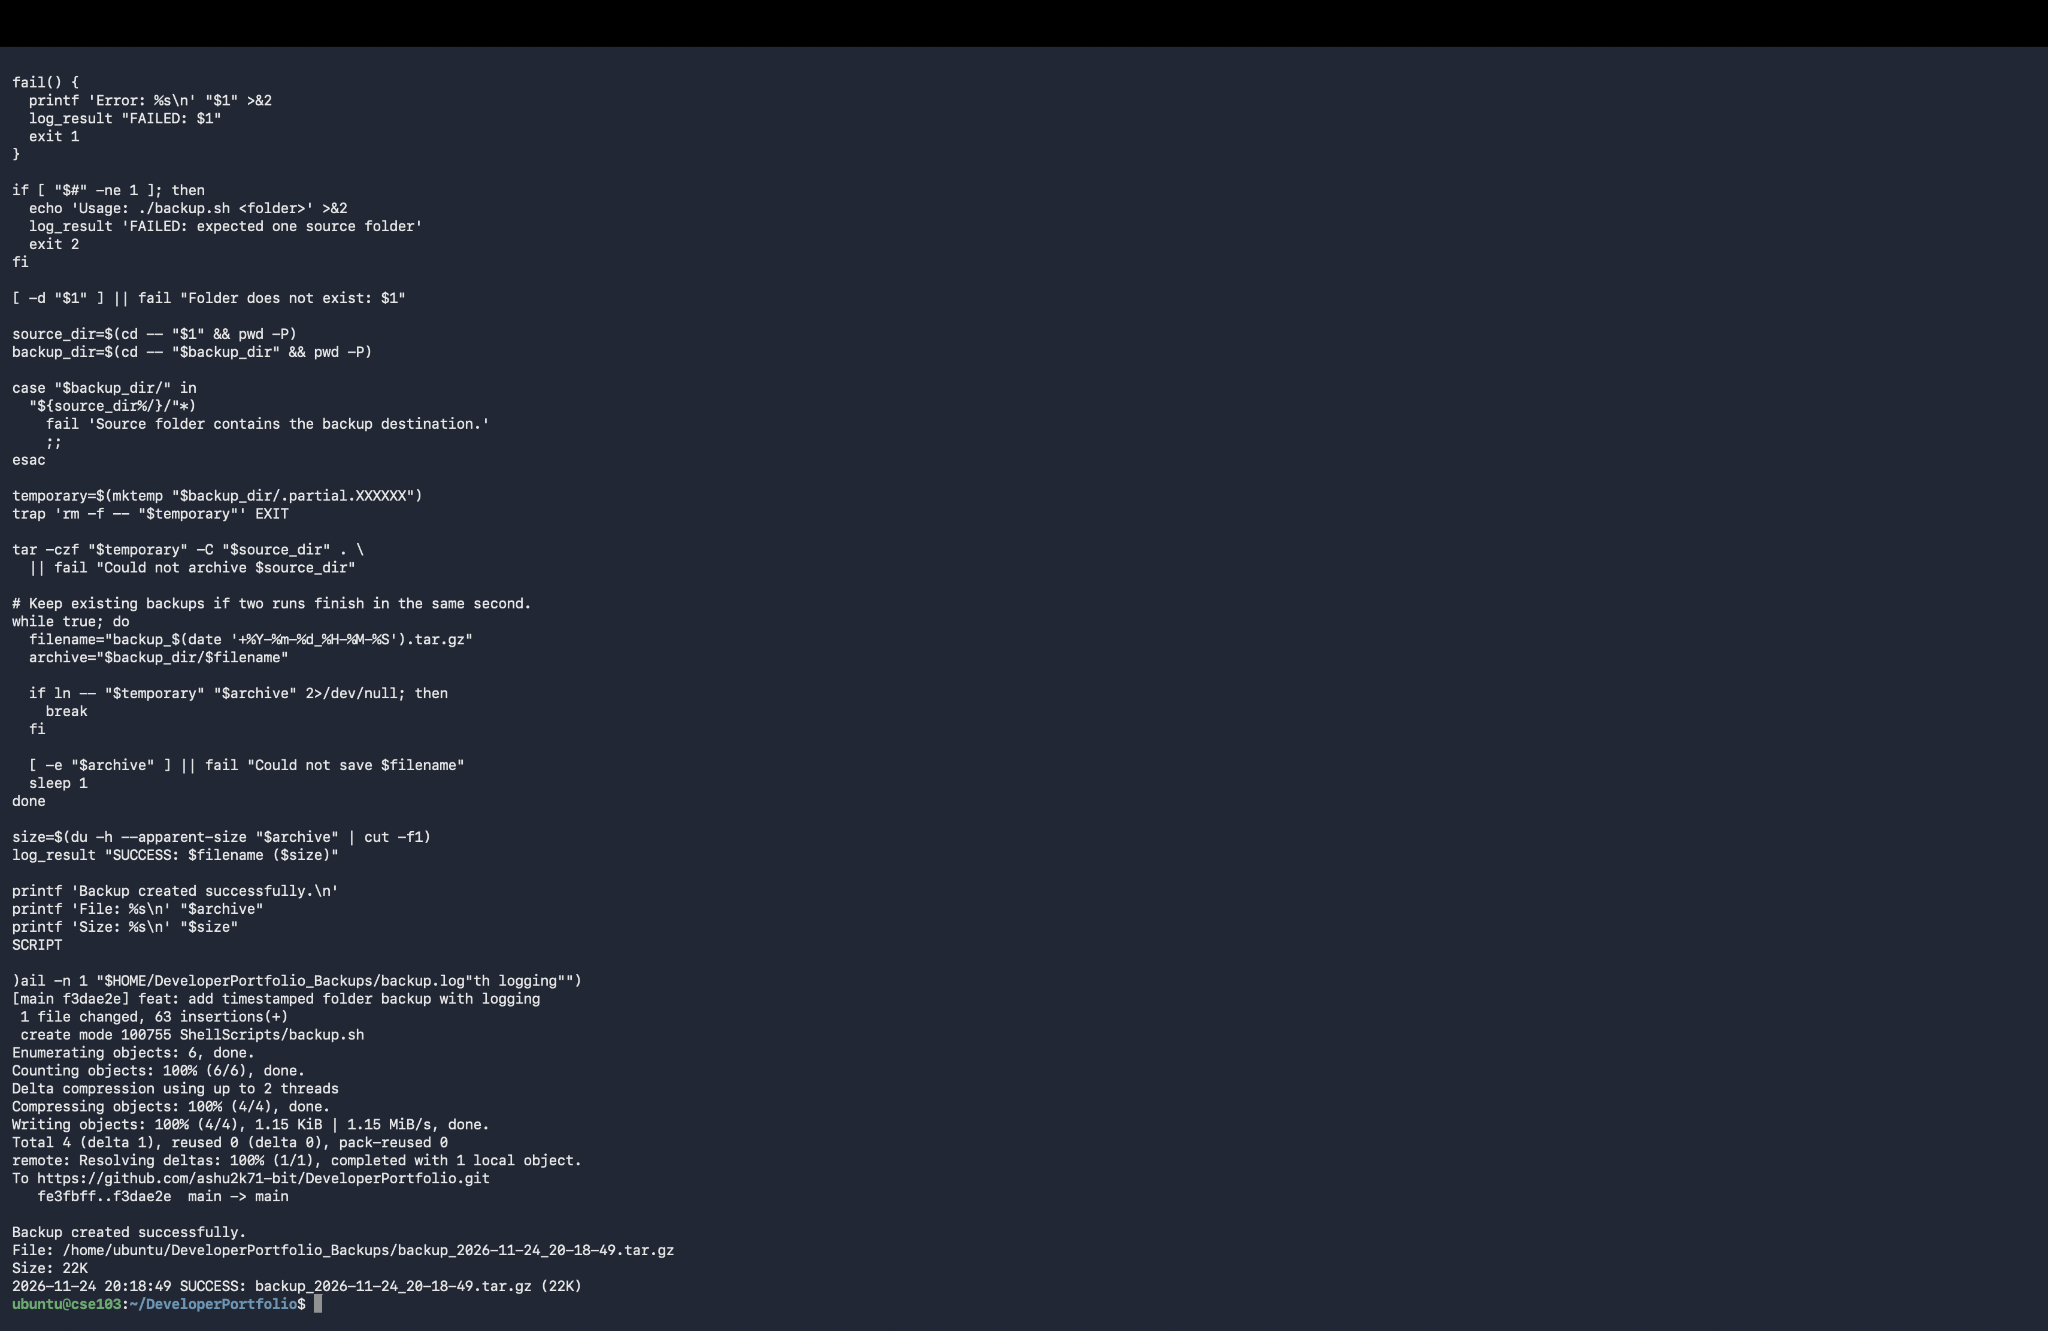 fail() {
  printf 'Error: %s\n' "$1" >&2
  log_result "FAILED: $1"
  exit 1
}

if [ "$#" -ne 1 ]; then
  echo 'Usage: ./backup.sh <folder>' >&2
  log_result 'FAILED: expected one source folder'
  exit 2
fi

[ -d "$1" ] || fail "Folder does not exist: $1"

source_dir=$(cd -- "$1" && pwd -P)
backup_dir=$(cd -- "$backup_dir" && pwd -P)

case "$backup_dir/" in
  "${source_dir%/}/"*)
    fail 'Source folder contains the backup destination.'
    ;;
esac

temporary=$(mktemp "$backup_dir/.partial.XXXXXX")
trap 'rm -f -- "$temporary"' EXIT

tar -czf "$temporary" -C "$source_dir" . \
  || fail "Could not archive $source_dir"

# Keep existing backups if two runs finish in the same second.
while true; do
  filename="backup_$(date '+%Y-%m-%d_%H-%M-%S').tar.gz"
  archive="$backup_dir/$filename"

  if ln -- "$temporary" "$archive" 2>/dev/null; then
    break
  fi

  [ -e "$archive" ] || fail "Could not save $filename"
  sleep 1
done

size=$(du -h --apparent-size "$archive" | cut -f1)
log_result "SUCCESS: $filename ($size)"

printf 'Backup created successfully.\n'
printf 'File: %s\n' "$archive"
printf 'Size: %s\n' "$size"
SCRIPT

)ail -n 1 "$HOME/DeveloperPortfolio_Backups/backup.log"th logging"")
[main f3dae2e] feat: add timestamped folder backup with logging
 1 file changed, 63 insertions(+)
 create mode 100755 ShellScripts/backup.sh
Enumerating objects: 6, done.
Counting objects: 100% (6/6), done.
Delta compression using up to 2 threads
Compressing objects: 100% (4/4), done.
Writing objects: 100% (4/4), 1.15 KiB | 1.15 MiB/s, done.
Total 4 (delta 1), reused 0 (delta 0), pack-reused 0
remote: Resolving deltas: 100% (1/1), completed with 1 local object.
To https://github.com/ashu2k71-bit/DeveloperPortfolio.git
   fe3fbff..f3dae2e  main -> main

Backup created successfully.
File: /home/ubuntu/DeveloperPortfolio_Backups/backup_2026-11-24_20-18-49.tar.gz
Size: 22K
2026-11-24 20:18:49 SUCCESS: backup_2026-11-24_20-18-49.tar.gz (22K)
ubuntu@cse103:~/DeveloperPortfolio$